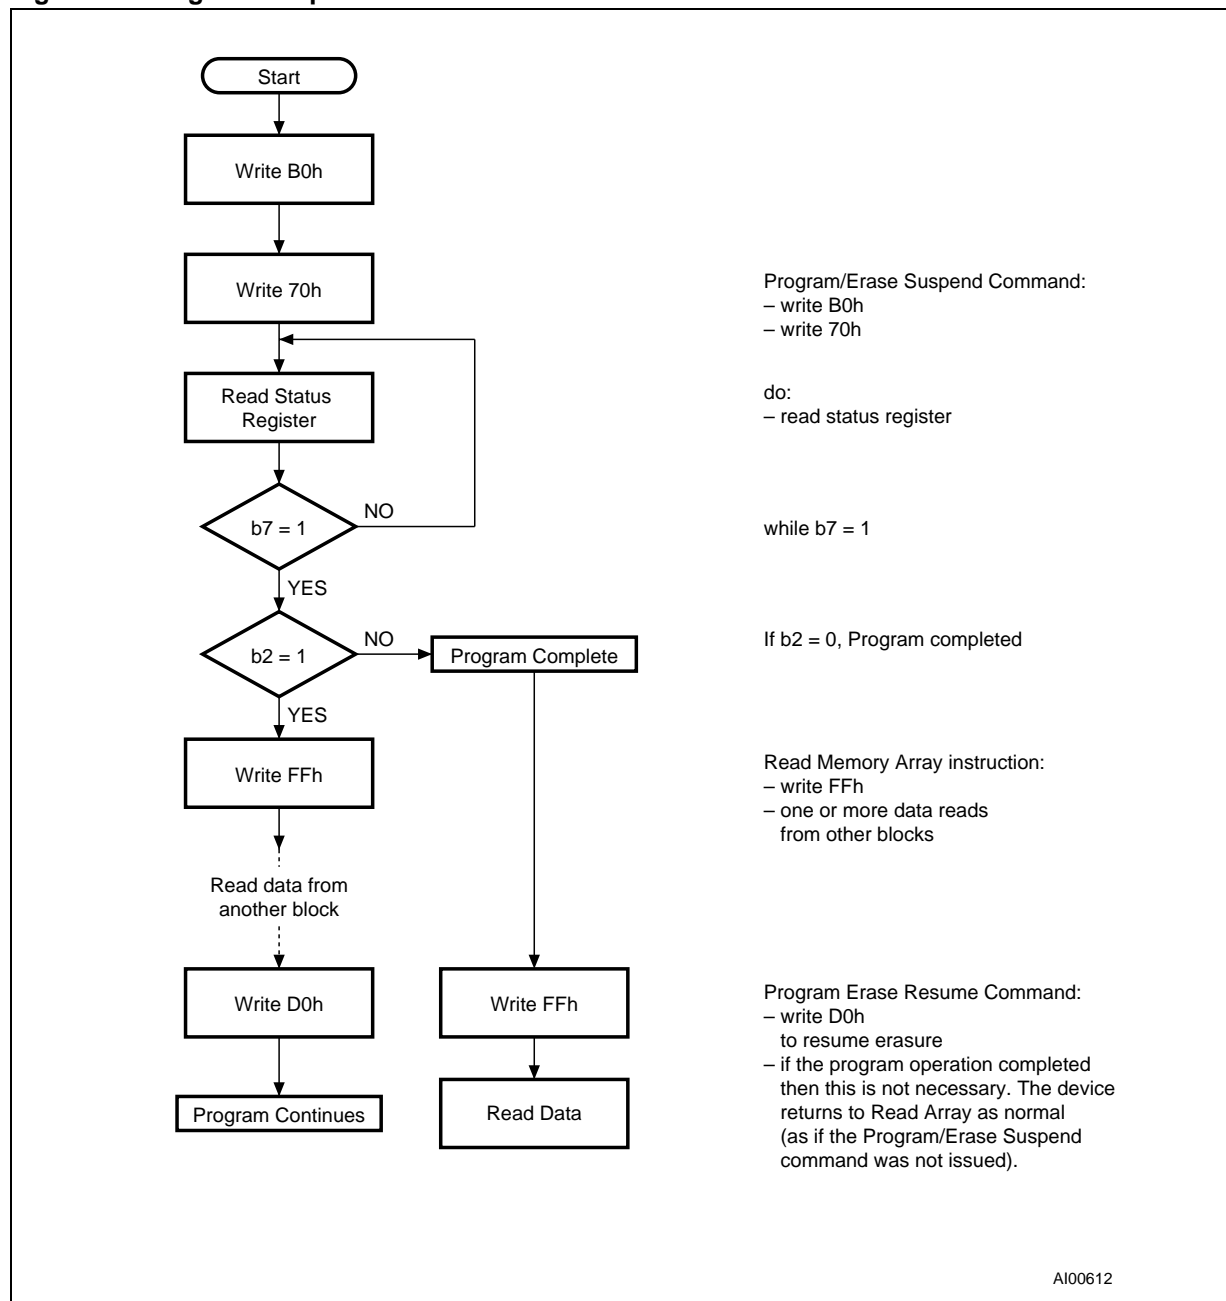 Start
Write B0h
Write 70h
Program/Erase Suspend Command:
– write B0h
– write 70h
Read Status
Register
do:
– read status register
b7 = 1
NO
while b7 = 1
YES
b2 = 1
NO
Program Complete
If b2 = 0, Program completed
YES
Write FFh
Read Memory Array instruction:
– write FFh
– one or more data reads
from other blocks
Read data from
another block
Write D0h
Write FFh
Program Erase Resume Command:
– write D0h
to resume erasure
– if the program operation completed
then this is not necessary. The device
returns to Read Array as normal
(as if the Program/Erase Suspend
command was not issued).
Program Continues
Read Data
AI00612